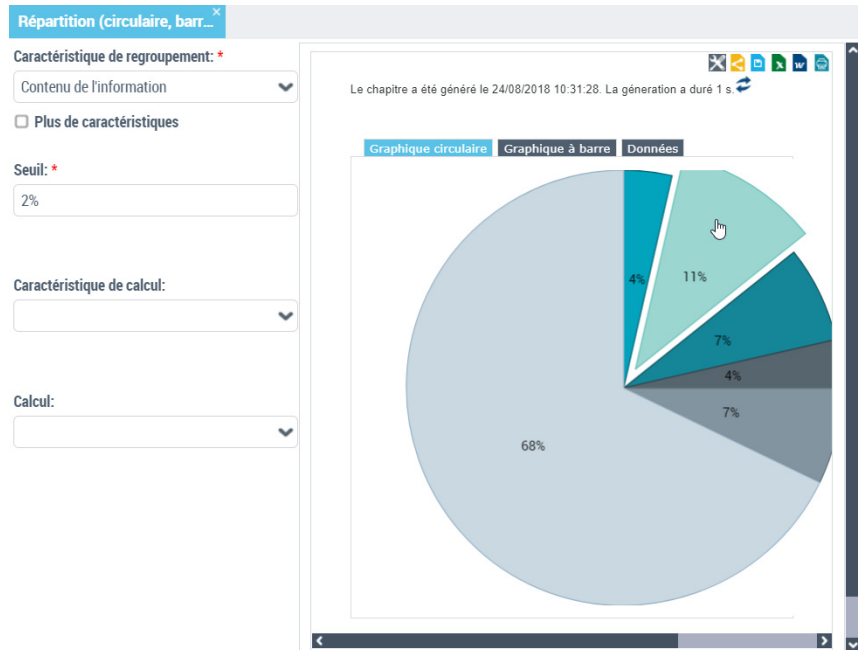 Répartition (circulaire, barr...
Caractéristique de regroupement: *
Contenu de l'information
Plus de caractéristiques
Seuil: *
2%
Caractéristique de calcul:
Calcul:
Le chapitre a été généré le 24/08/2018 10:31:28. La géneration a duré 1 s.
Graphique circulaire Graphique à barre Données
4%
11%
7%
4%
7%
68%